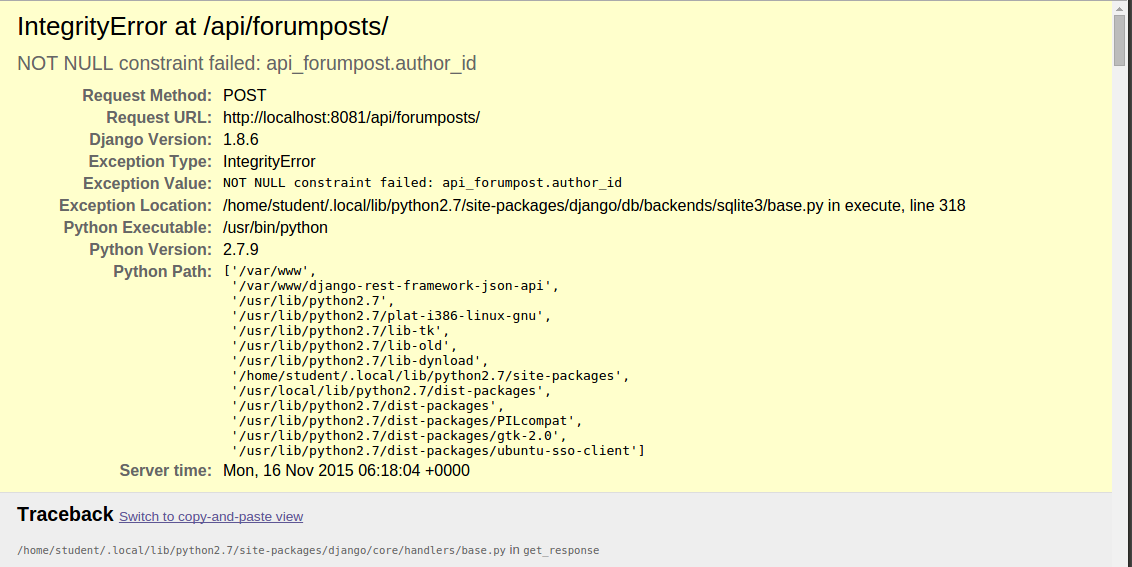 IntegrityError at /api/forumposts/
NOT NULL constraint failed: api_forumpost.author_id
Request Method: POST
Request URL: http://localhost:8081/api/forumposts/
Django Version: 1.8.6
Exception Type: IntegrityError
Exception Value: NOT NULL constraint failed: api_forumpost.author_id
Exception Location: /home/student/.local/lib/python2.7/site-packages/django/db/backends/sqlite3/base.py in execute, line 318
Python Executable: /usr/bin/python
Python Version: 2.7.9
Python Path: ['/var/www',
'/var/www/django-rest-framework-json-api',
'/usr/lib/python2.7',
'/usr/lib/python2.7/plat-i386-linux-gnu',
'/usr/lib/python2.7/lib-tk',
'/usr/lib/python2.7/lib-old',
'/usr/lib/python2.7/lib-dynload',
'/home/student/.local/lib/python2.7/site-packages',
'/usr/local/lib/python2.7/dist-packages',
'/usr/lib/python2.7/dist-packages',
'/usr/lib/python2.7/dist-packages/PILcompat',
'/usr/lib/python2.7/dist-packages/gtk-2.0',
'/usr/lib/python2.7/dist-packages/ubuntu-sso-client']
Server time: Mon, 16 Nov 2015 06:18:04 +0000
Traceback Switch to copy-and-paste view
/home/student/.local/lib/python2.7/site-packages/django/core/handlers/base.py in get_response